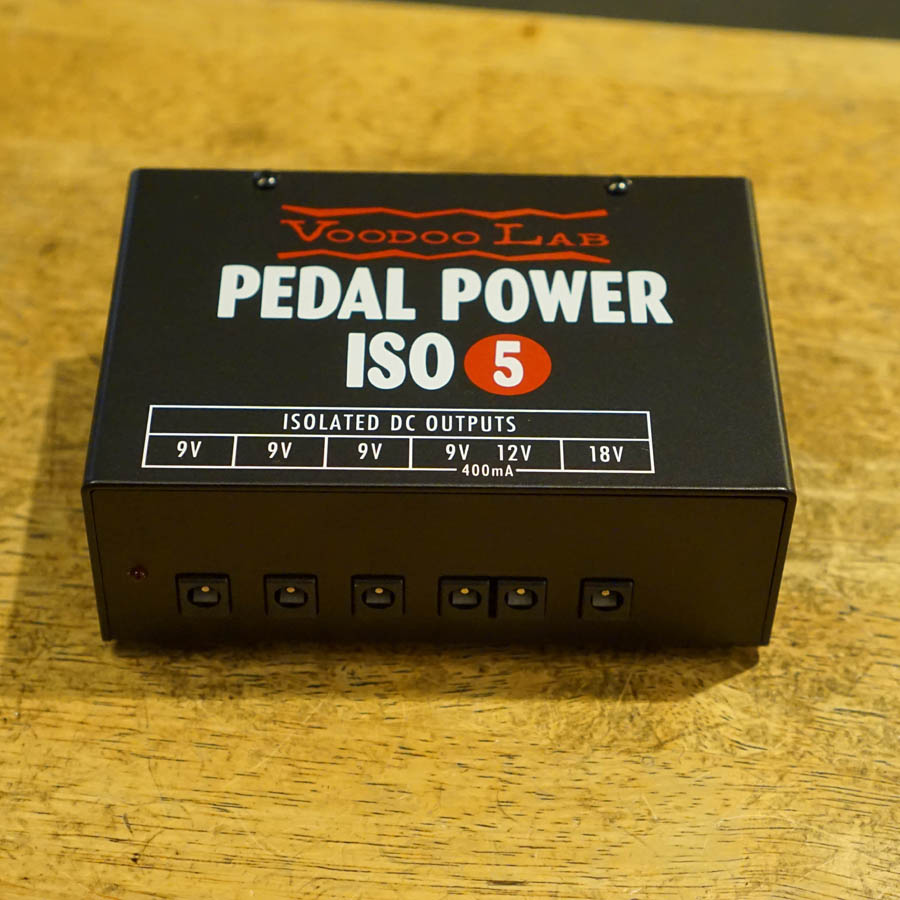 VOODOO LAB
PEDAL POWER
ISO 5
ISOLATED DC OUTPUTS
9V 9V 9V 9V 12V 18V
400mA